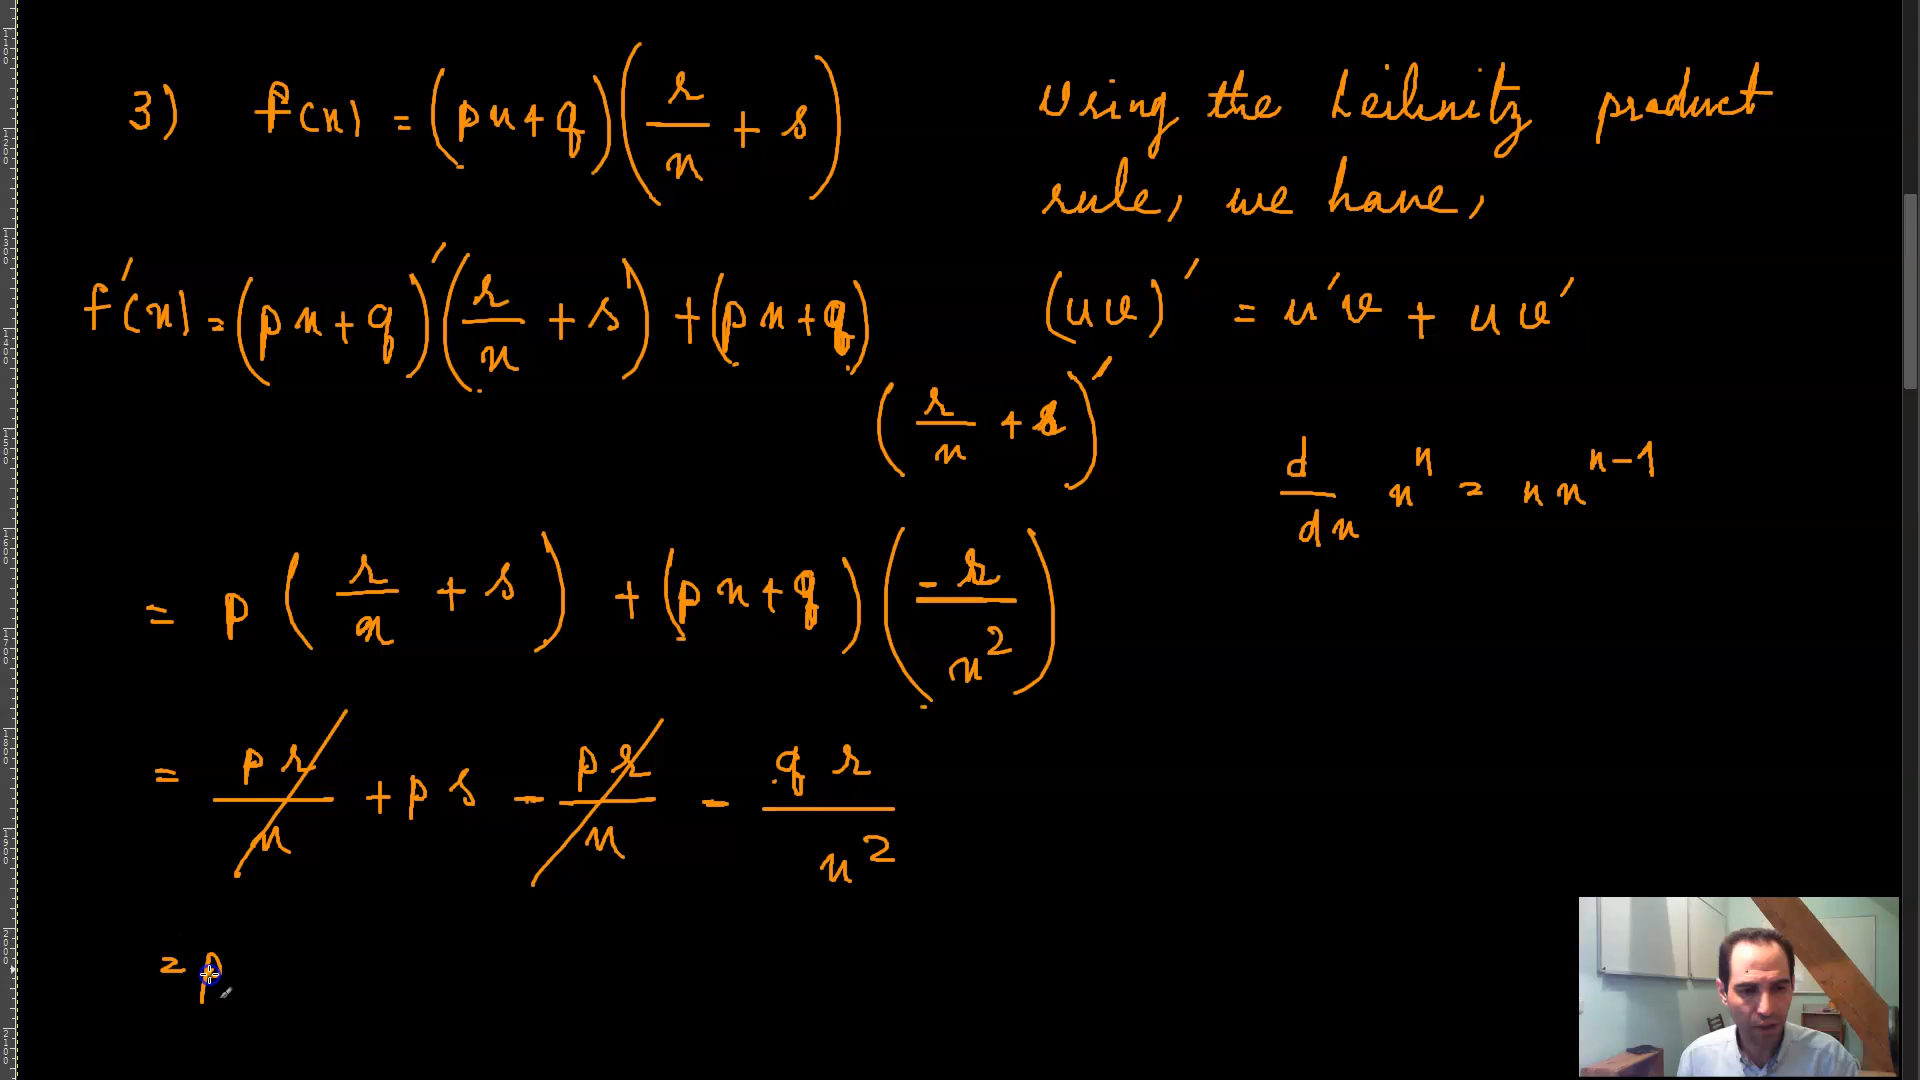 3) f(x) = (px+q)(r/x + s)
Using the Leibnitz product
rule, we have,
f'(x) = (px+q)'(r/x + s) + (px+q)
(r/x + s)'
(uv)' = u'v + uv'
d/dx x^n = n x^(n-1)
= p (r/x + s) + (px+q)(-r/x^2)
= pr/x + ps - pr/x - qr/x^2
= p